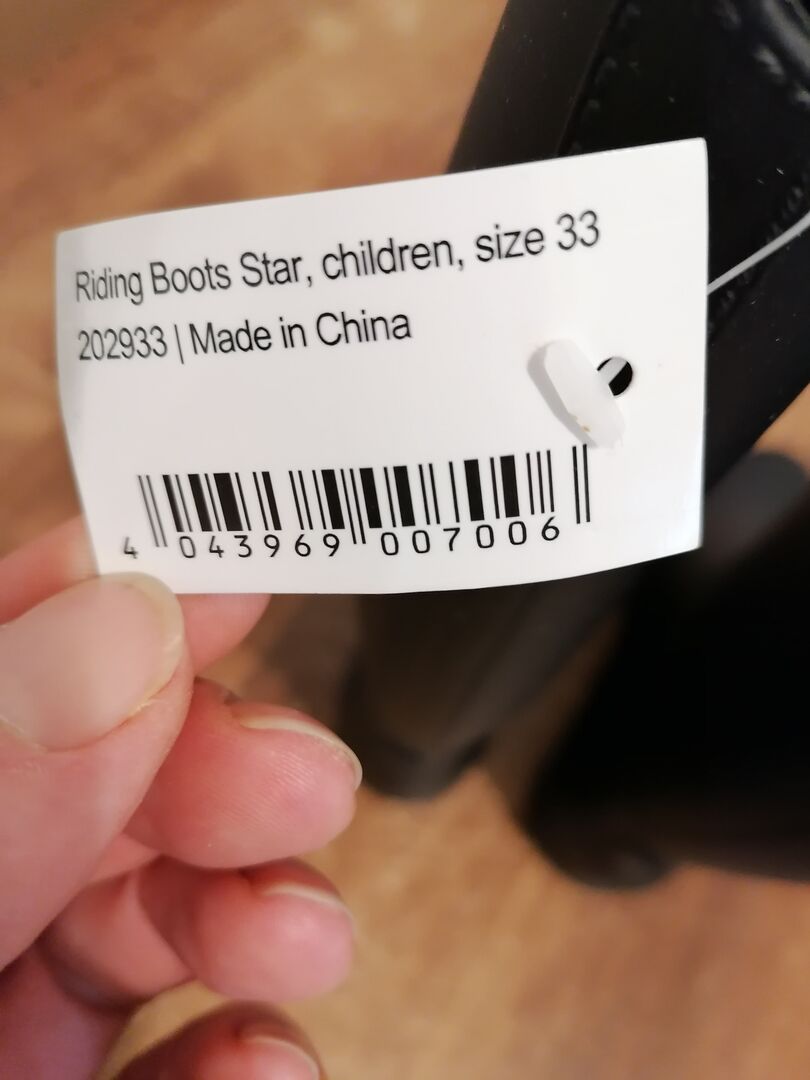 Riding Boots Star, children, size 33
202933 | Made in China
4 043969 007006